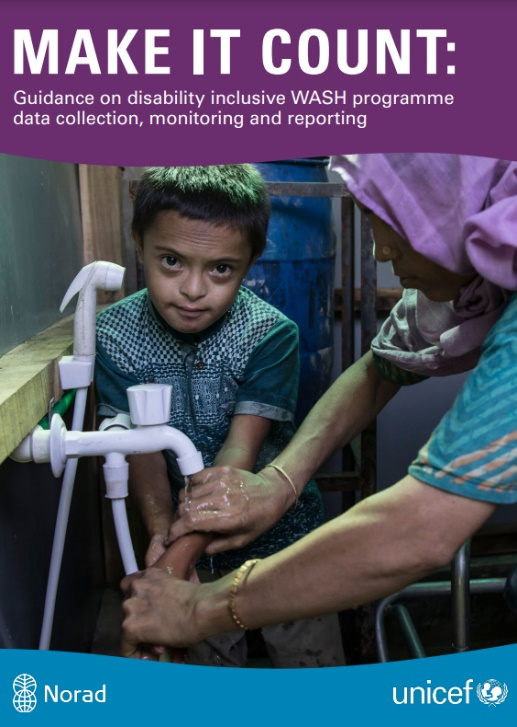 MAKE IT COUNT:
Guidance on disability inclusive WASH programme
data collection, monitoring and reporting
Norad
unicef